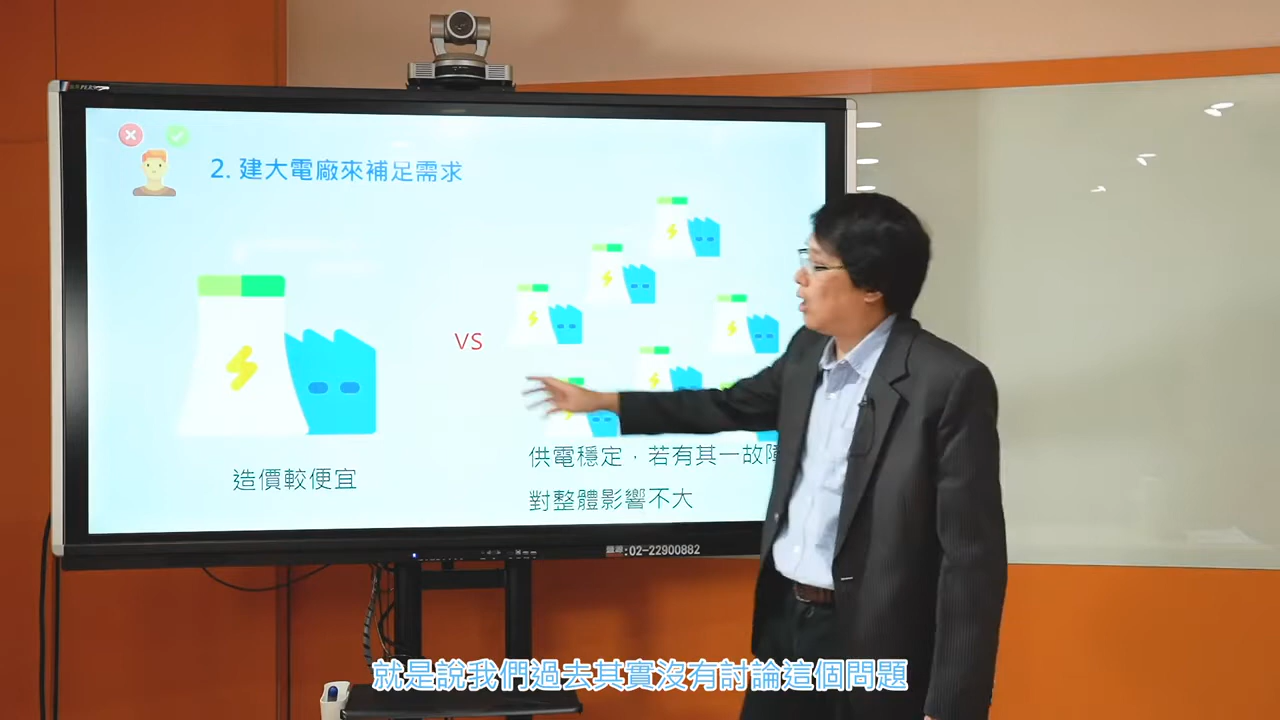 2. 建大電廠來補足需求
VS
造價較便宜
供電穩定，若有其一故障
對整體影響不大
:02-22900882
就是說我們過去其實沒有討論這個問題